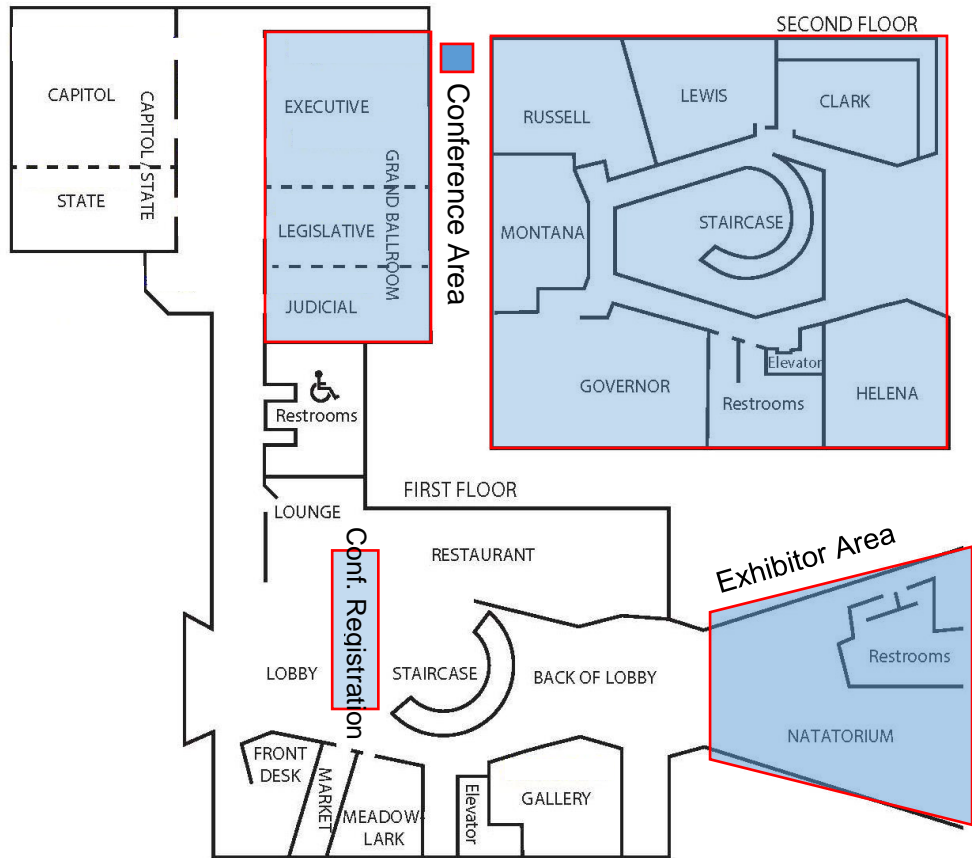 SECOND FLOOR
CAPITOL
CAPITOL / STATE
STATE
EXECUTIVE
GRAND BALLROOM
LEGISLATIVE
JUDICIAL
Conference Area
RUSSELL
LEWIS
CLARK
MONTANA
STAIRCASE
GOVERNOR
Elevator
Restrooms
HELENA
Restrooms
FIRST FLOOR
LOUNGE
Conf. Registration
RESTAURANT
Exhibitor Area
LOBBY
STAIRCASE
BACK OF LOBBY
Restrooms
NATATORIUM
FRONT
DESK
MARKET
MEADOW-
LARK
Elevator
GALLERY